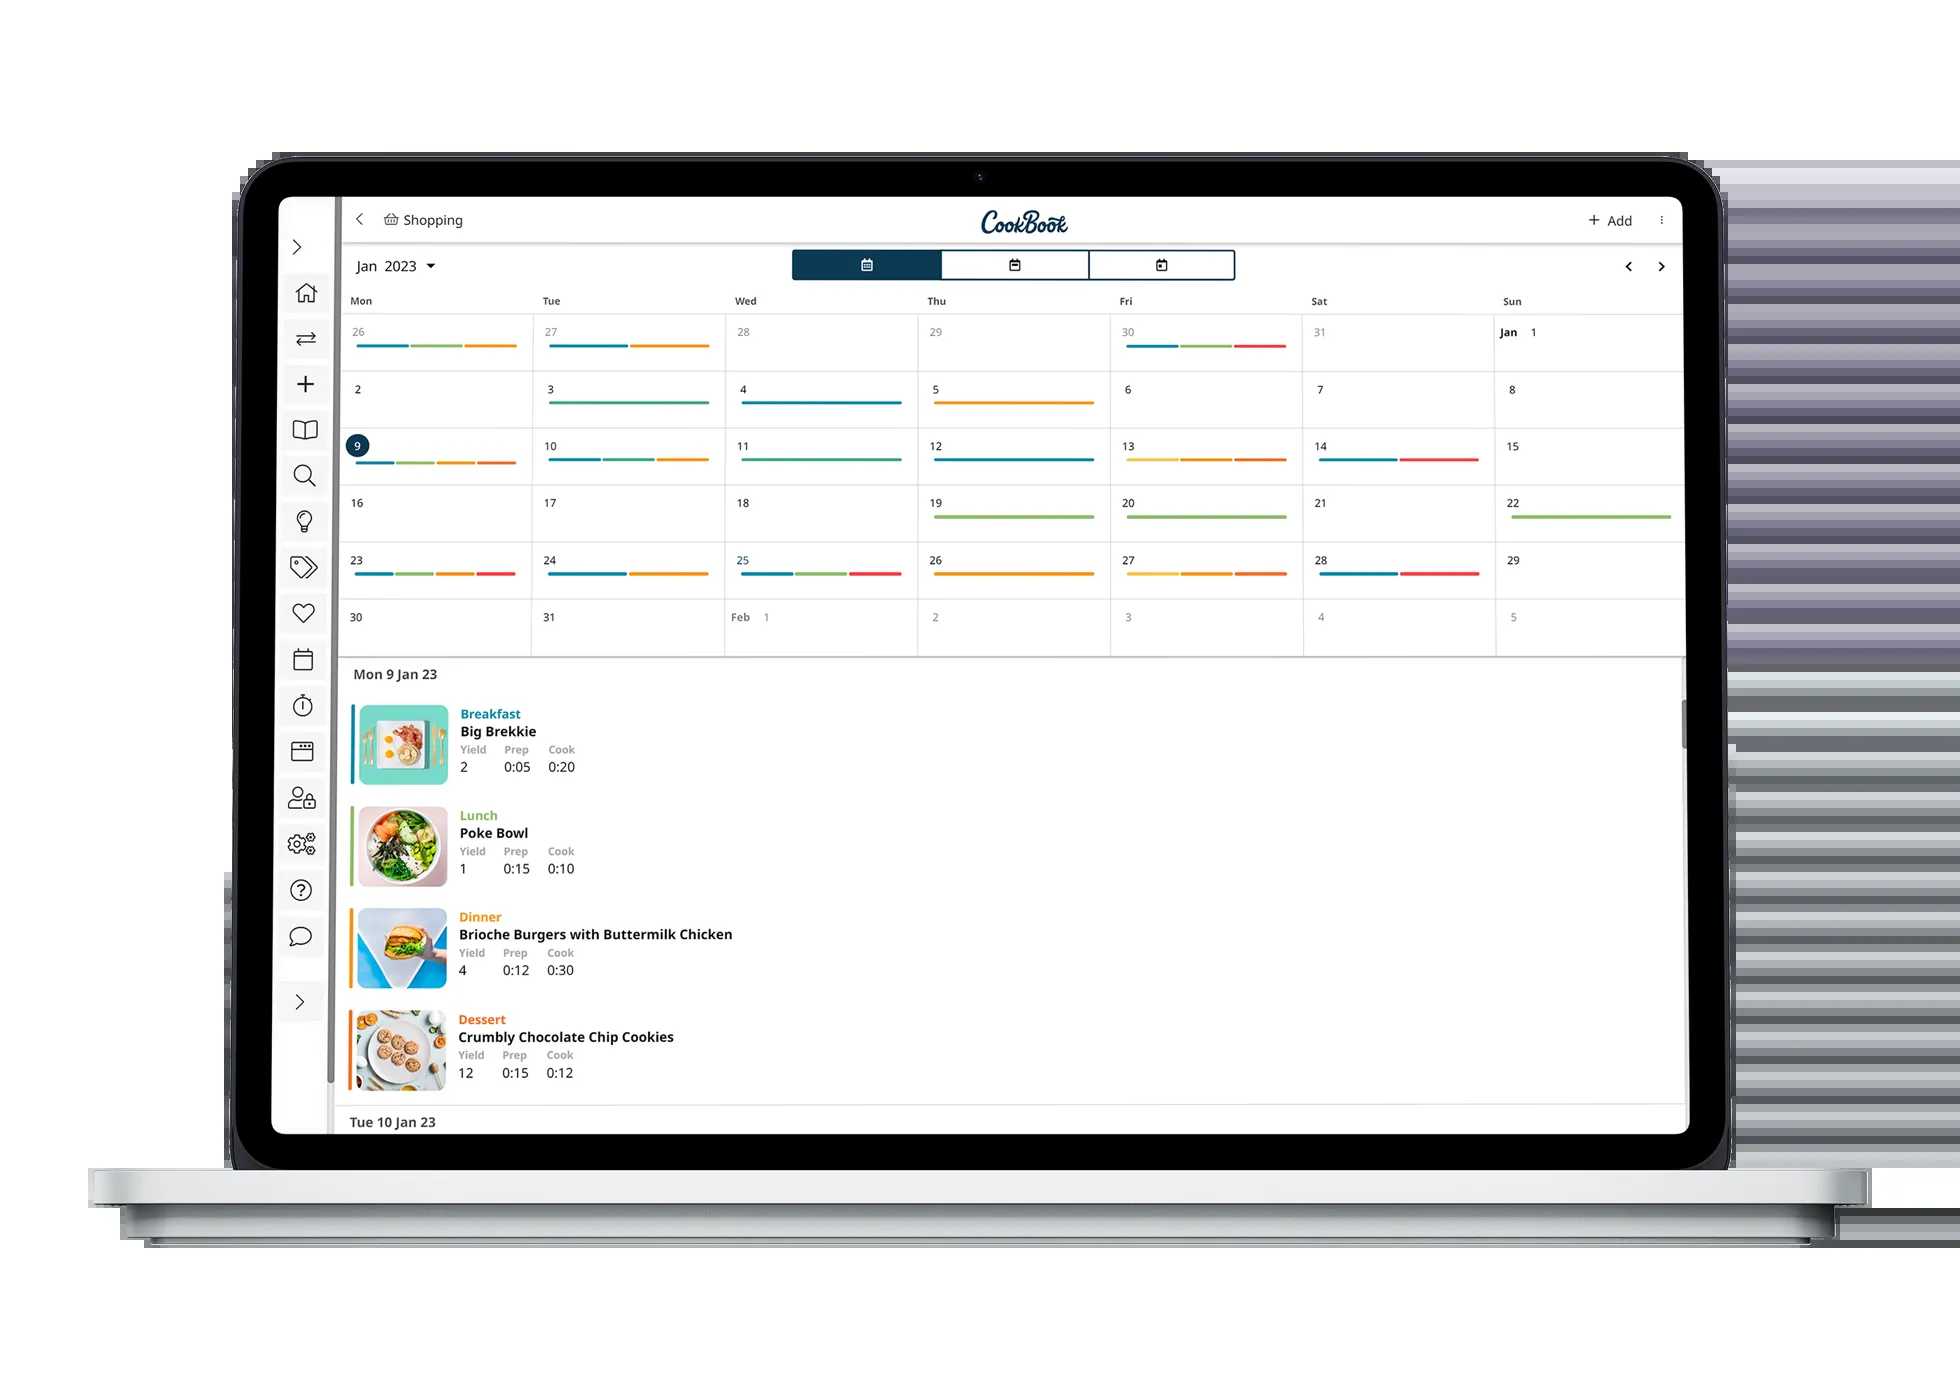 Shopping
CookBook
+ Add
Jan 2023
Mon Tue Wed Thu Fri Sat Sun
26 27 28 29 30 31 Jan 1
2 3 4 5 6 7 8
9 10 11 12 13 14 15
16 17 18 19 20 21 22
23 24 25 26 27 28 29
30 31 Feb 1 2 3 4 5
Mon 9 Jan 23
Breakfast
Big Brekkie
Yield Prep Cook
2 0:05 0:20
Lunch
Poke Bowl
Yield Prep Cook
1 0:15 0:10
Dinner
Brioche Burgers with Buttermilk Chicken
Yield Prep Cook
4 0:12 0:30
Dessert
Crumbly Chocolate Chip Cookies
Yield Prep Cook
12 0:15 0:12
Tue 10 Jan 23